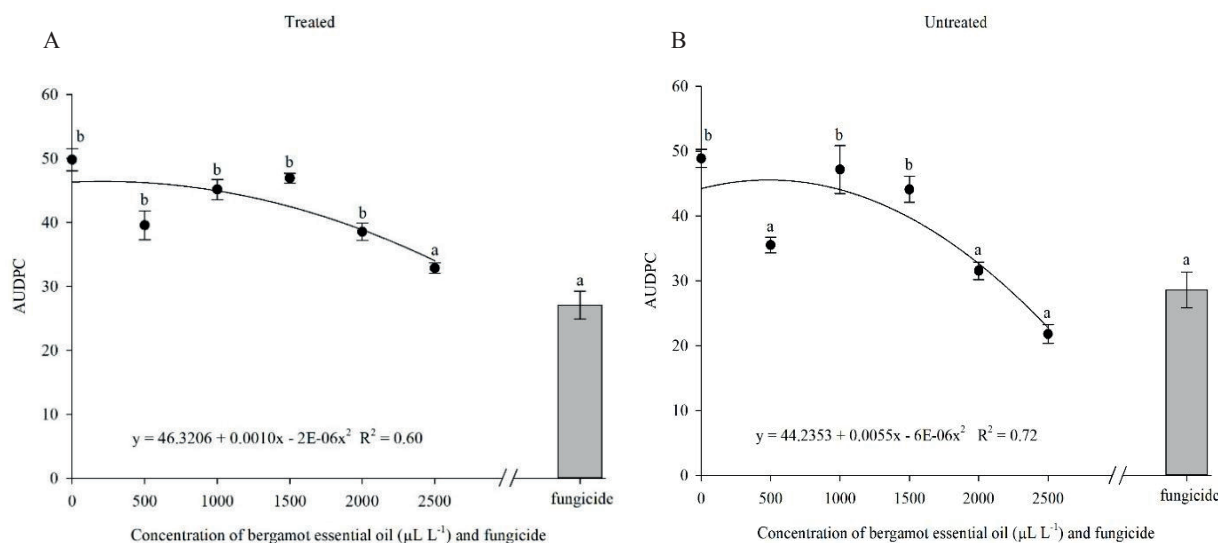 A
Treated
60
50
40
30
20
10
0
AUDPC
b
b
b
b
b
a
a
y = 46.3206 + 0.0010x - 2E-06x² R² = 0.60
0 500 1000 1500 2000 2500 fungicide
Concentration of bergamot essential oil (µL L⁻¹) and fungicide
B
Untreated
60
50
40
30
20
10
0
AUDPC
b
a
b
b
a
a
a
y = 44.2353 + 0.0055x - 6E-06x² R² = 0.72
0 500 1000 1500 2000 2500 fungicide
Concentration of bergamot essential oil (µL L⁻¹) and fungicide